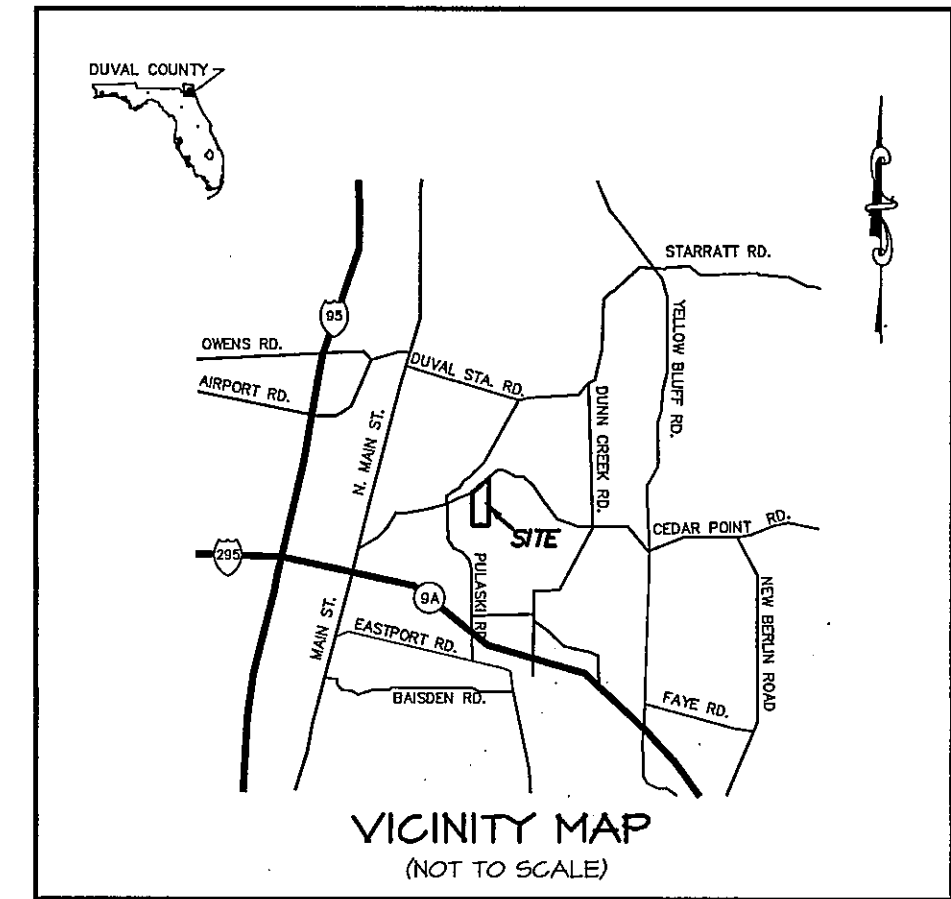 DUVAL COUNTY
STARRATT RD.
95
OWENS RD.
DUVAL STA. RD.
YELLOW BLUFF RD.
AIRPORT RD.
DUNN CREEK RD.
N. MAIN ST.
SITE
CEDAR POINT RD.
295
PULASKI RD.
9A
NEW BERLIN ROAD
MAIN ST.
EASTPORT RD.
BAISDEN RD.
FAYE RD.
VICINITY MAP
(NOT TO SCALE)